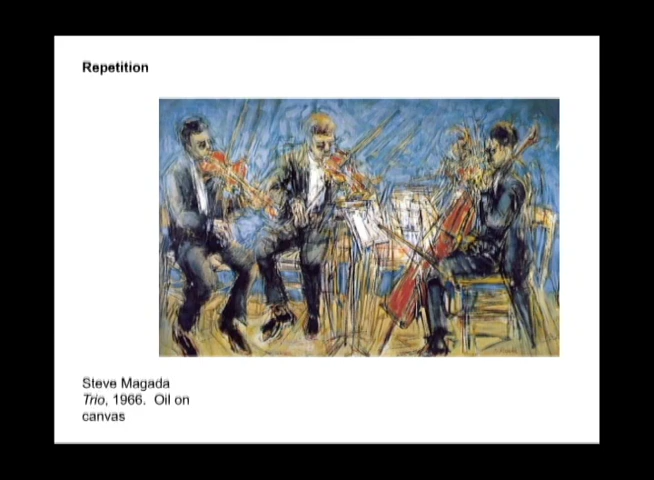 Repetition
Steve Magada
Trio, 1966. Oil on
canvas